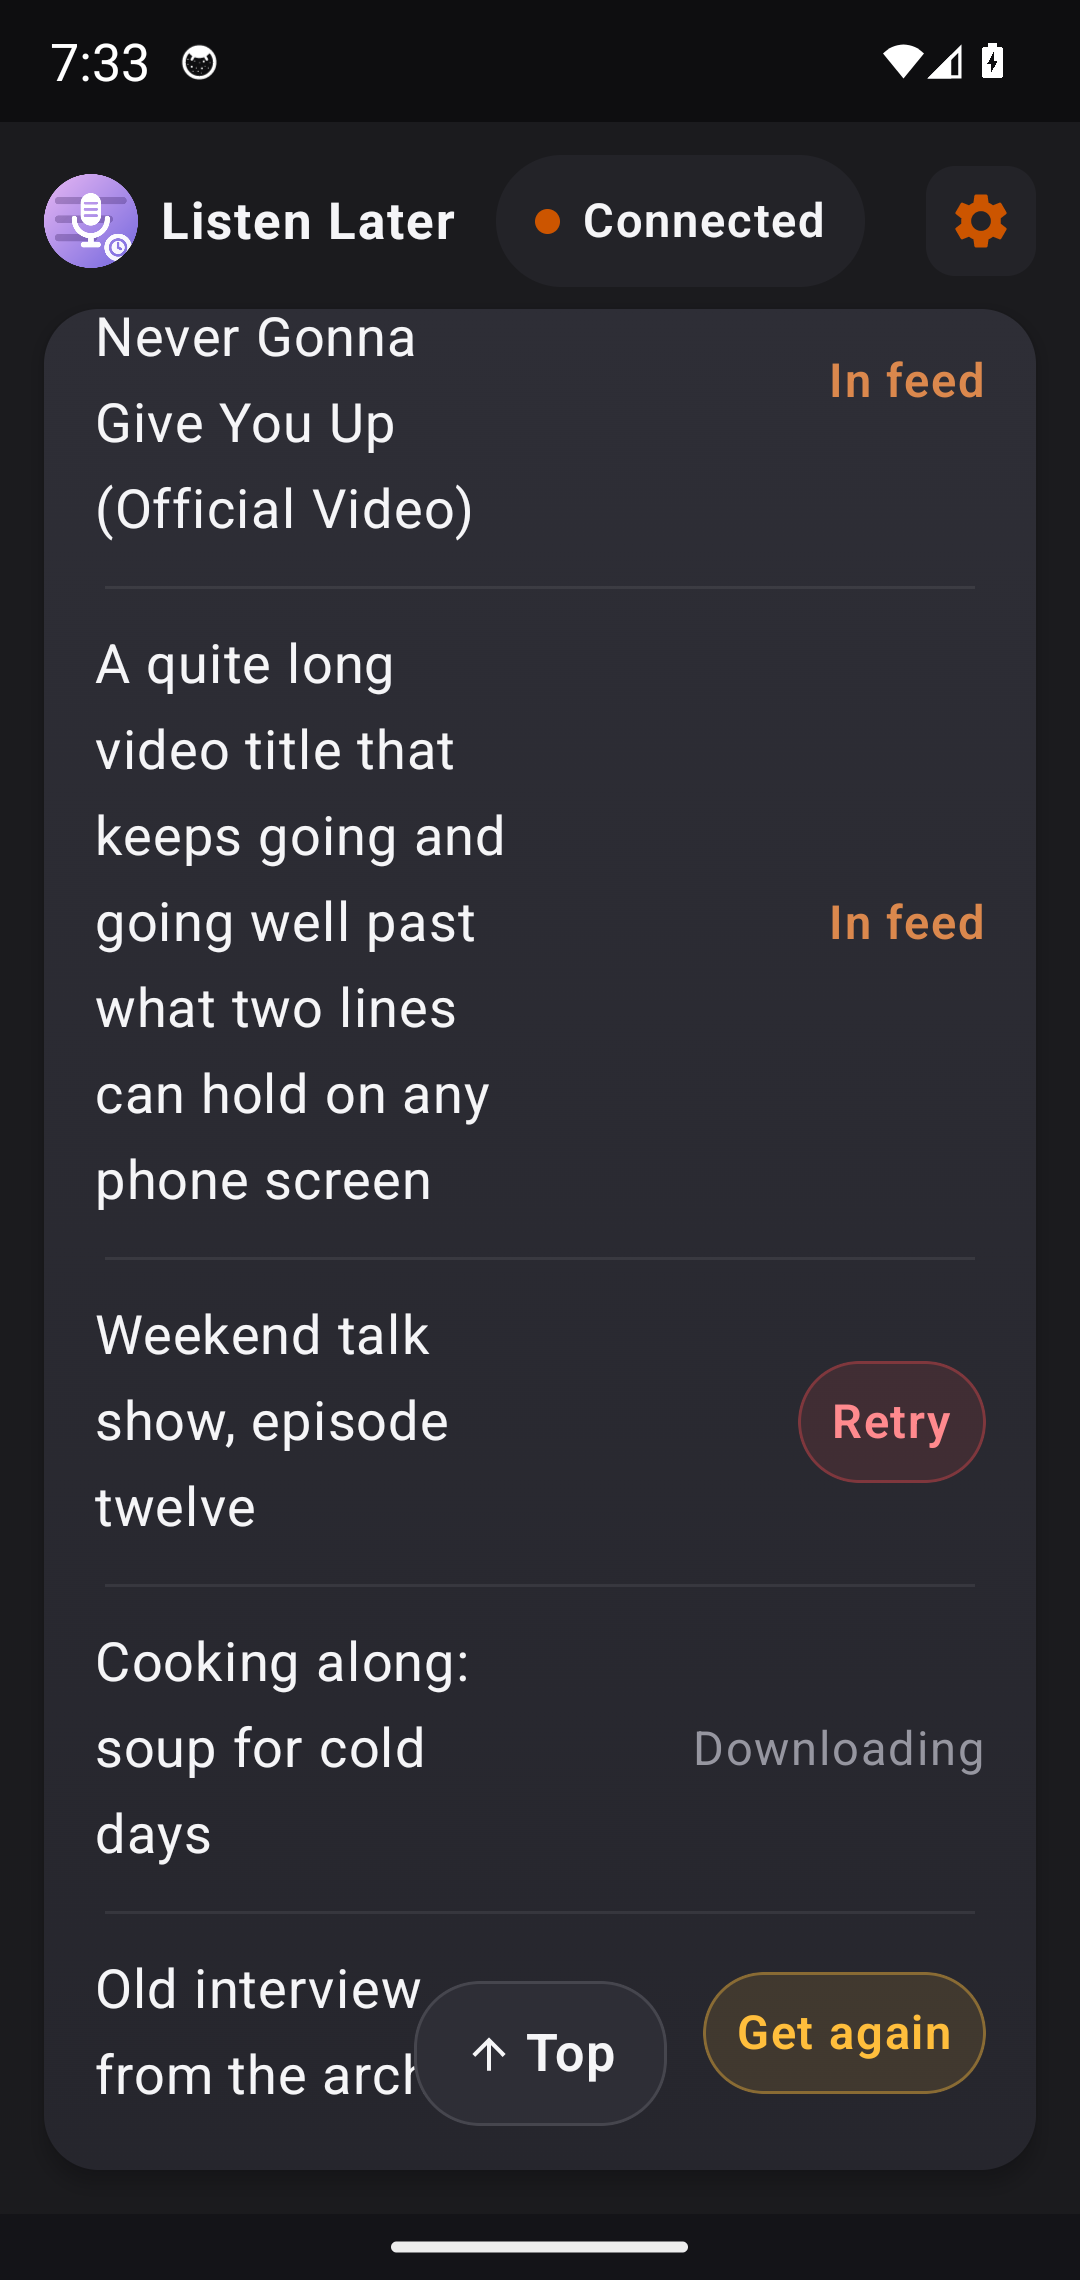 7:33
Listen Later
Connected
Never Gonna
Give You Up
(Official Video)
In feed
A quite long
video title that
keeps going and
going well past
what two lines
can hold on any
phone screen
In feed
Weekend talk
show, episode
twelve
Retry
Cooking along:
soup for cold
days
Downloading
Old interview
from the
Top
Get again